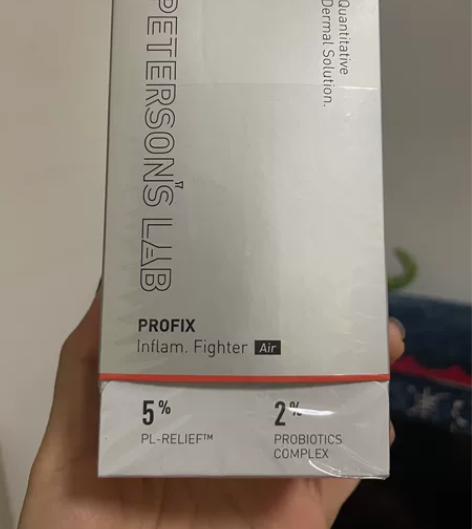 PETERSON'S LAB
Quantitative
Dermal Solution.
PROFIX
Inflam. Fighter Air
5% 2%
PL-RELIEF™ PROBIOTICS
COMPLEX